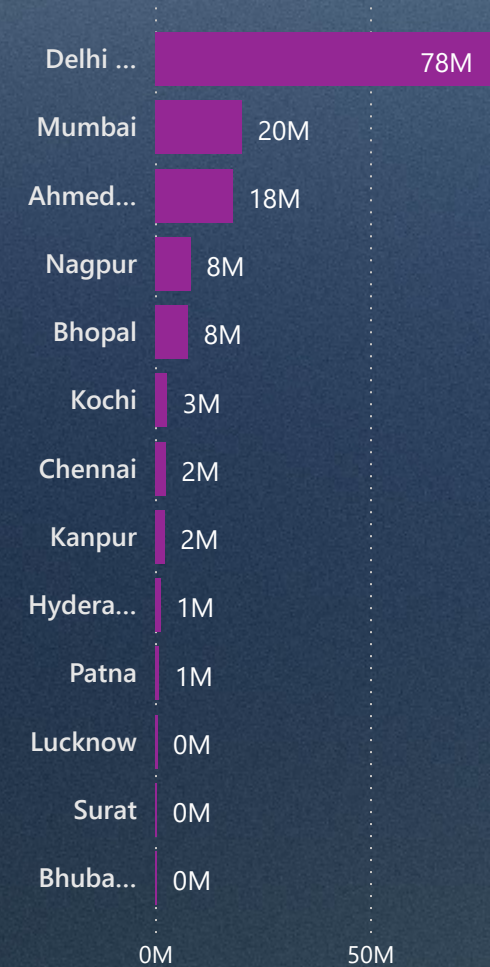 Delhi ... 78M
Mumbai 20M
Ahmed... 18M
Nagpur 8M
Bhopal 8M
Kochi 3M
Chennai 2M
Kanpur 2M
Hydera... 1M
Patna 1M
Lucknow 0M
Surat 0M
Bhuba... 0M
0M 50M